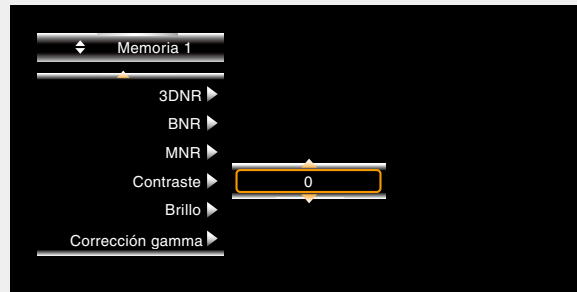 Memoria 1
3DNR
BNR
MNR
Contraste
0
Brillo
Corrección gamma